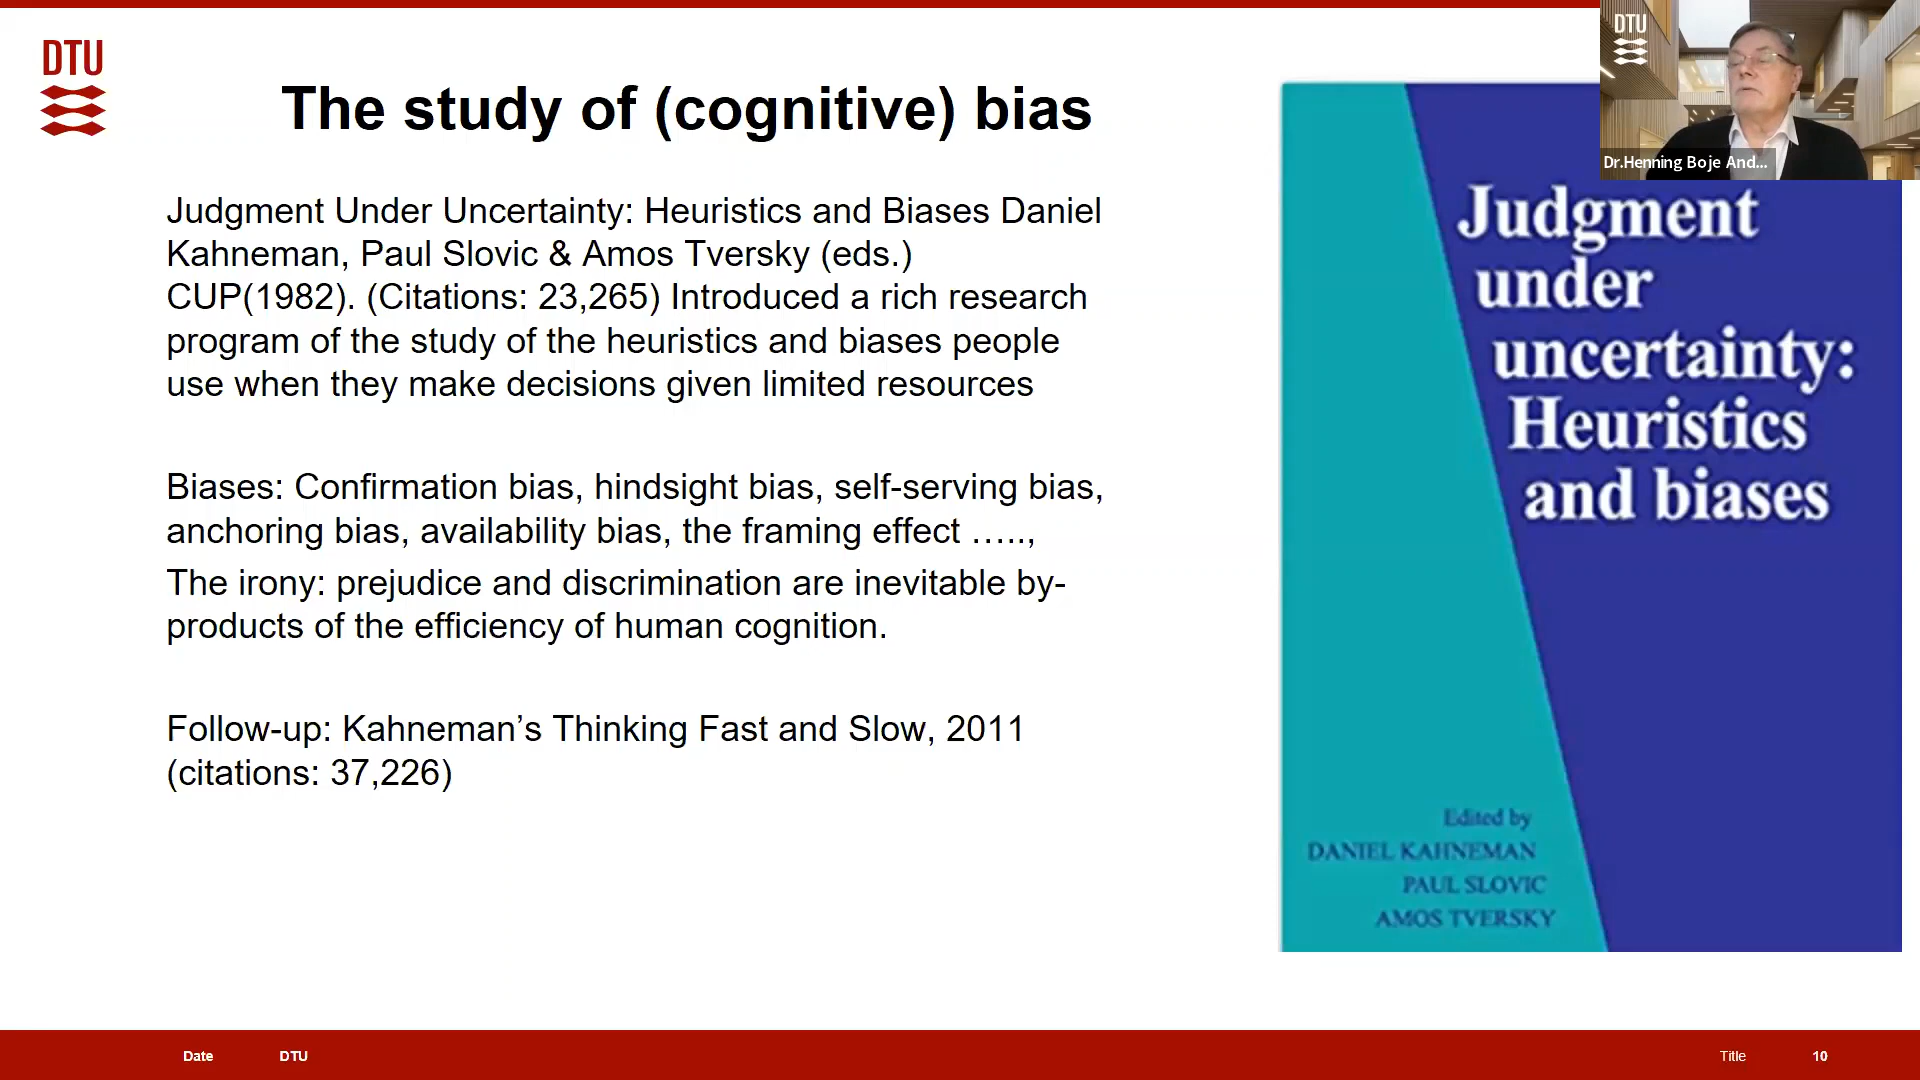 DTU
The study of (cognitive) bias
Judgment Under Uncertainty: Heuristics and Biases Daniel
Kahneman, Paul Slovic & Amos Tversky (eds.)
CUP(1982). (Citations: 23,265) Introduced a rich research
program of the study of the heuristics and biases people
use when they make decisions given limited resources
Biases: Confirmation bias, hindsight bias, self-serving bias,
anchoring bias, availability bias, the framing effect …..,
The irony: prejudice and discrimination are inevitable by-
products of the efficiency of human cognition.
Follow-up: Kahneman’s Thinking Fast and Slow, 2011
(citations: 37,226)
DTU
Dr.Henning Boje And...
Judgment
under
uncertainty:
Heuristics
and biases
Edited by
DANIEL KAHNEMAN
PAUL SLOVIC
AMOS TVERSKY
Date DTU Title 10